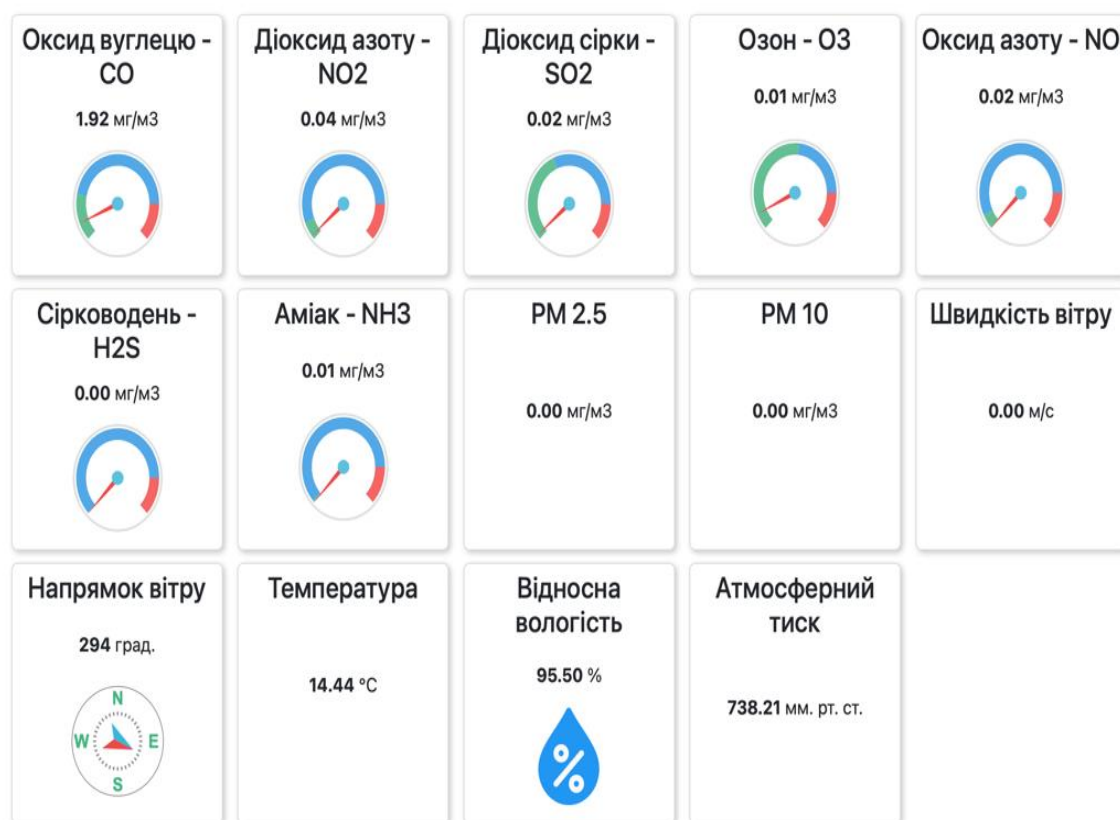 Оксид вуглецю -
CO
1.92 мг/м3
Діоксид азоту -
NO2
0.04 мг/м3
Діоксид сірки -
SO2
0.02 мг/м3
Озон - O3
0.01 мг/м3
Оксид азоту - NO
0.02 мг/м3
Сірководень -
H2S
0.00 мг/м3
Аміак - NH3
0.01 мг/м3
PM 2.5
0.00 мг/м3
PM 10
0.00 мг/м3
Швидкість вітру
0.00 м/с
Напрямок вітру
294 град.
N
W E
S
Температура
14.44 °C
Відносна
вологість
95.50 %
%
Атмосферний
тиск
738.21 мм. рт. ст.